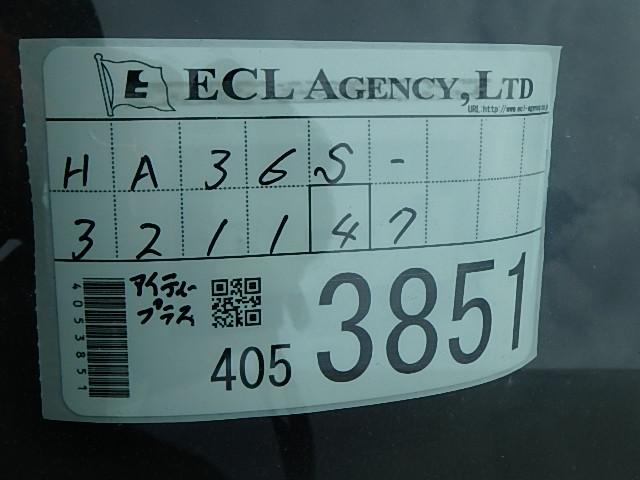 E ECL AGENCY, LTD
URL:http://www.ecl-agency.co.jp
HA36S-
321147
アイティー
プラス
405 3851
4053851